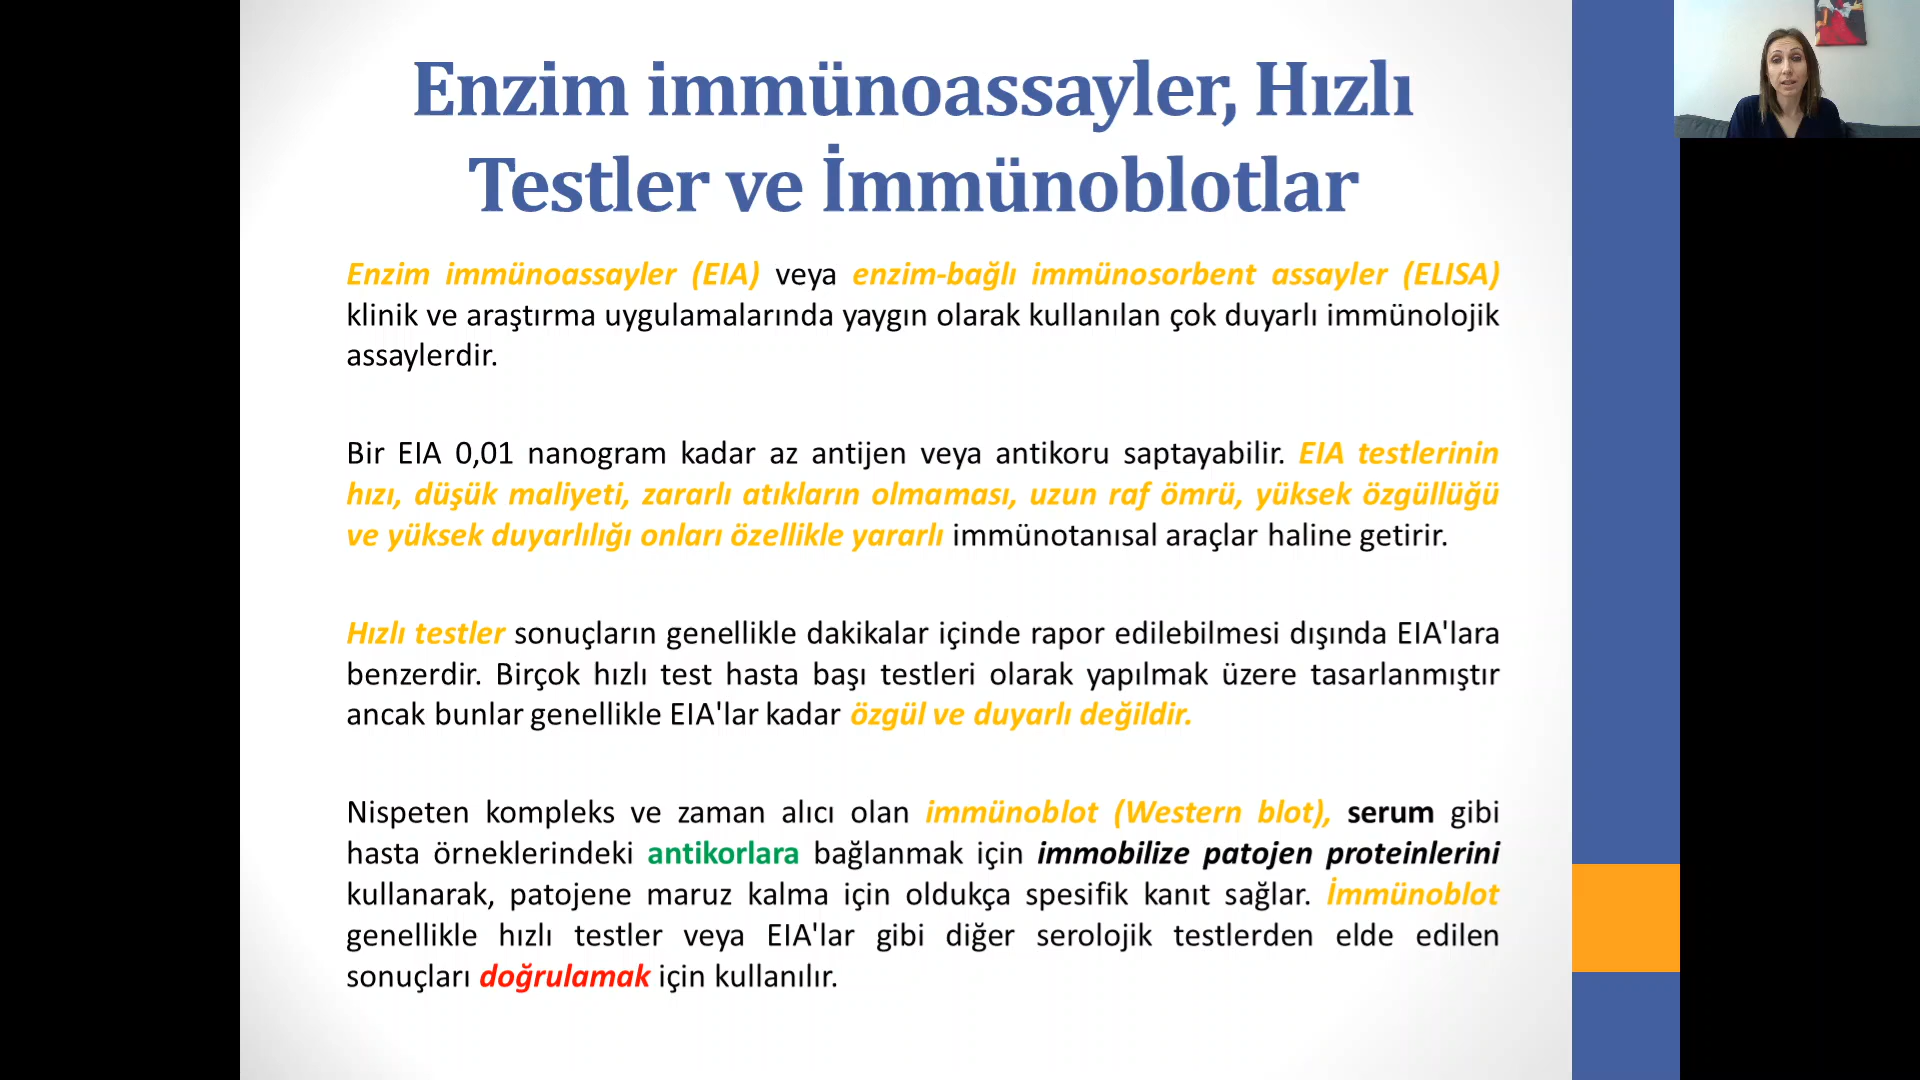 Enzim immünoassayler, Hızlı
Testler ve İmmünoblotlar
Enzim immünoassayler (EIA) veya enzim-bağlı immünosorbent assayler (ELISA)
klinik ve araştırma uygulamalarında yaygın olarak kullanılan çok duyarlı immünolojik
assaylerdir.
Bir EIA 0,01 nanogram kadar az antijen veya antikoru saptayabilir. EIA testlerinin
hızı, düşük maliyeti, zararlı atıkların olmaması, uzun raf ömrü, yüksek özgüllüğü
ve yüksek duyarlılığı onları özellikle yararlı immünotanısal araçlar haline getirir.
Hızlı testler sonuçların genellikle dakikalar içinde rapor edilebilmesi dışında EIA'lara
benzerdir. Birçok hızlı test hasta başı testleri olarak yapılmak üzere tasarlanmıştır
ancak bunlar genellikle EIA'lar kadar özgül ve duyarlı değildir.
Nispeten kompleks ve zaman alıcı olan immünoblot (Western blot), serum gibi
hasta örneklerindeki antikorlara bağlanmak için immobilize patojen proteinlerini
kullanarak, patojene maruz kalma için oldukça spesifik kanıt sağlar. İmmünoblot
genellikle hızlı testler veya EIA'lar gibi diğer serolojik testlerden elde edilen
sonuçları doğrulamak için kullanılır.